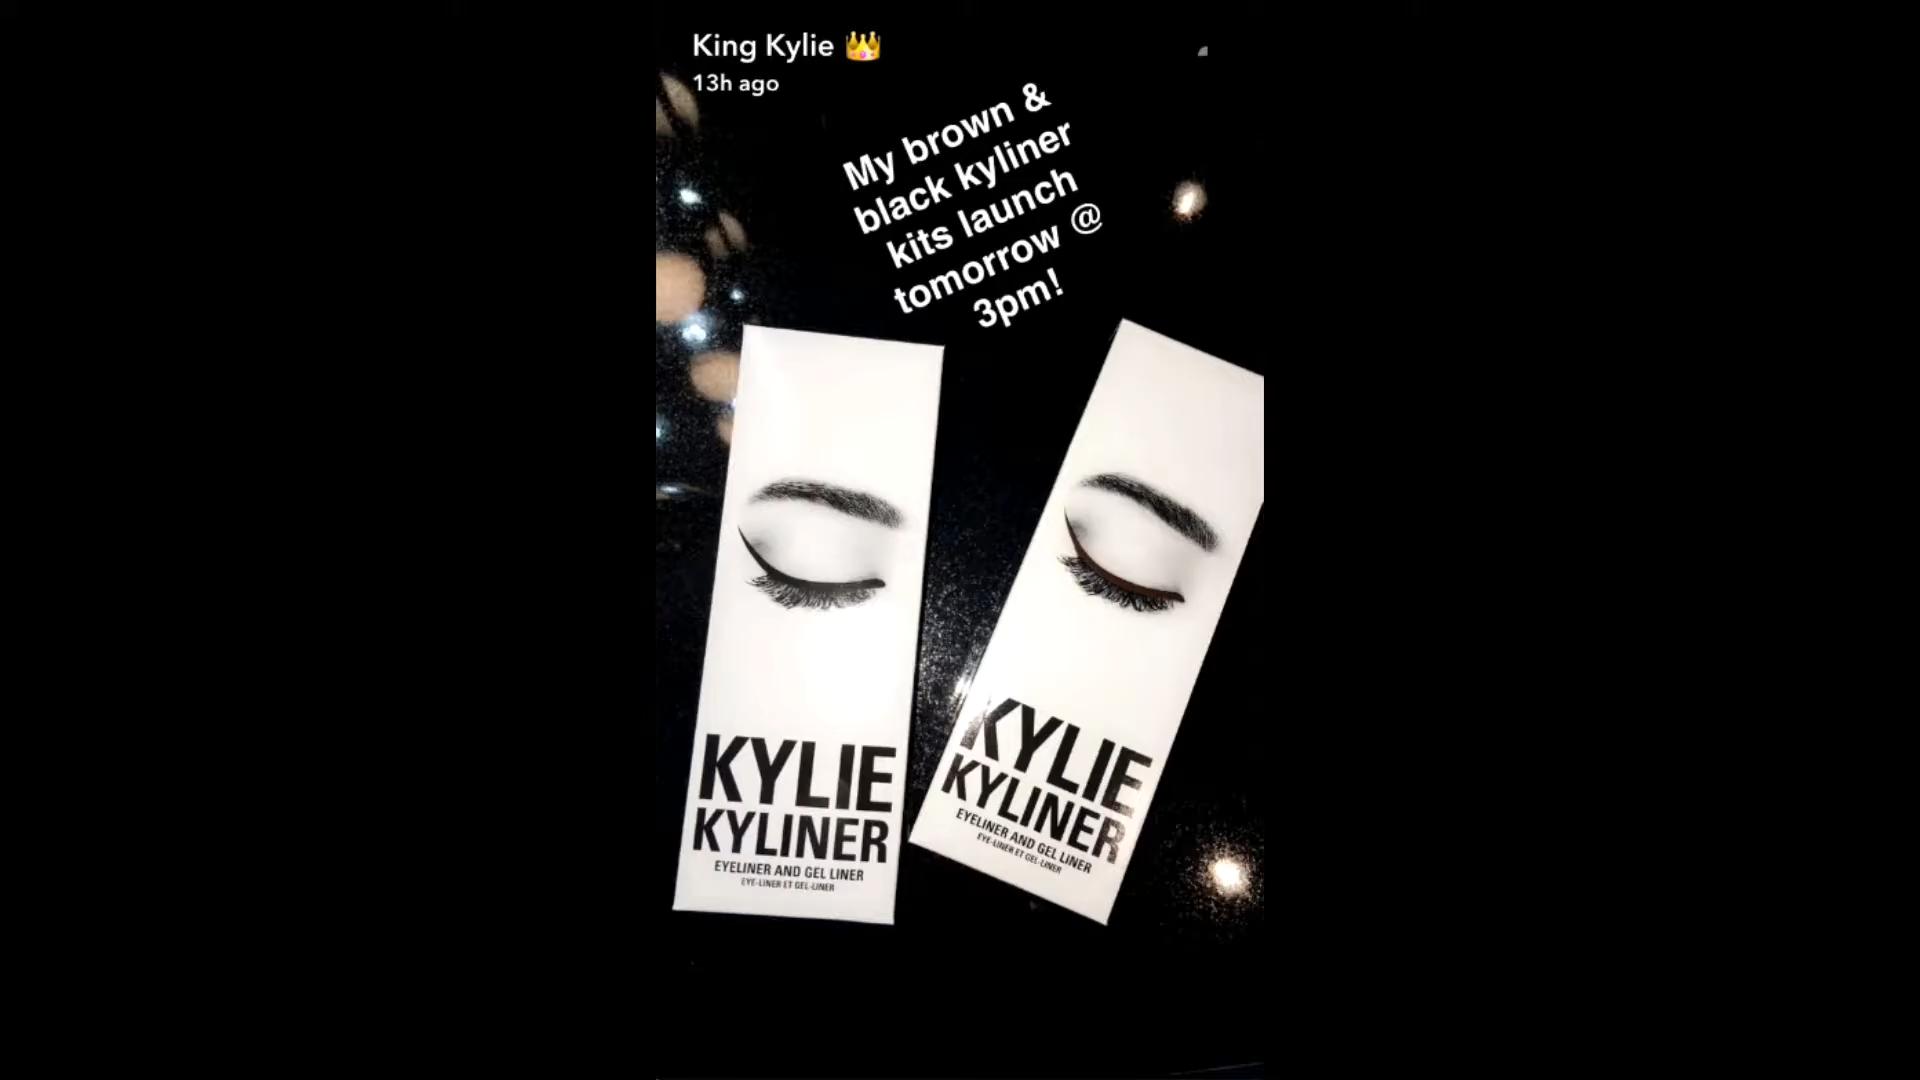 King Kylie 👑
13h ago
My brown &
black kyliner
kits launch
tomorrow @
3pm!
KYLIE
KYLINER
EYELINER AND GEL LINER
EYE-LINER ET GEL-LINER
KYLIE
KYLINER
EYELINER AND GEL LINER
EYE-LINER ET GEL-LINER